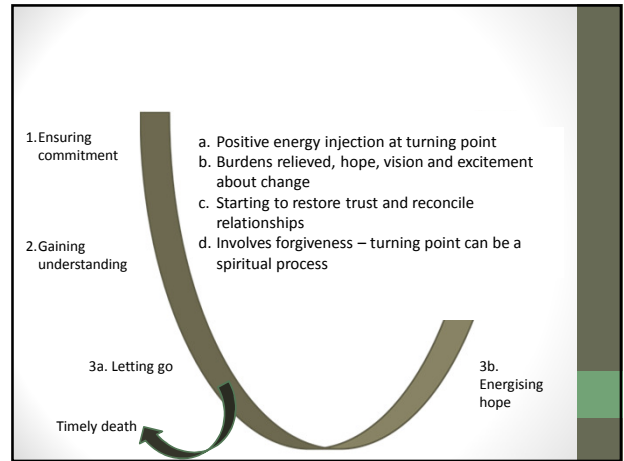 1.Ensuring
commitment
a. Positive energy injection at turning point
b. Burdens relieved, hope, vision and excitement
about change
c. Starting to restore trust and reconcile
relationships
d. Involves forgiveness – turning point can be a
spiritual process
2.Gaining
understanding
3a. Letting go
3b.
Energising
hope
Timely death